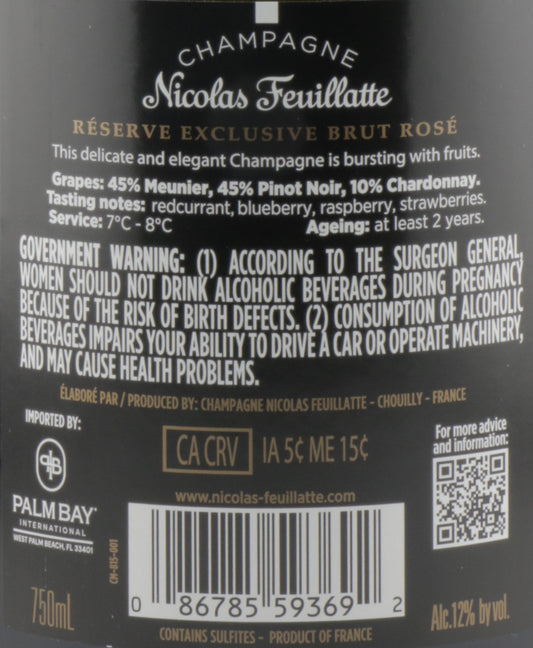 CHAMPAGNE
Nicolas Feuillatte
RÉSERVE EXCLUSIVE BRUT ROSÉ
This delicate and elegant Champagne is bursting with fruits.
Grapes: 45% Meunier, 45% Pinot Noir, 10% Chardonnay.
Tasting notes: redcurrant, blueberry, raspberry, strawberries.
Service: 7°C - 8°C Ageing: at least 2 years.
GOVERNMENT WARNING: (1) ACCORDING TO THE SURGEON GENERAL,
WOMEN SHOULD NOT DRINK ALCOHOLIC BEVERAGES DURING PREGNANCY
BECAUSE OF THE RISK OF BIRTH DEFECTS. (2) CONSUMPTION OF ALCOHOLIC
BEVERAGES IMPAIRS YOUR ABILITY TO DRIVE A CAR OR OPERATE MACHINERY,
AND MAY CAUSE HEALTH PROBLEMS.
ÉLABORÉ PAR / PRODUCED BY: CHAMPAGNE NICOLAS FEUILLATTE - CHOUILLY - FRANCE
IMPORTED BY:
PALM BAY
INTERNATIONAL
WEST PALM BEACH, FL 33401
CA CRV IA 5¢ ME 15¢
For more advice
and information:
www.nicolas-feuillatte.com
CH-815-001
0 86785 59369 2
750mL
Alc.12% by vol.
CONTAINS SULFITES - PRODUCT OF FRANCE